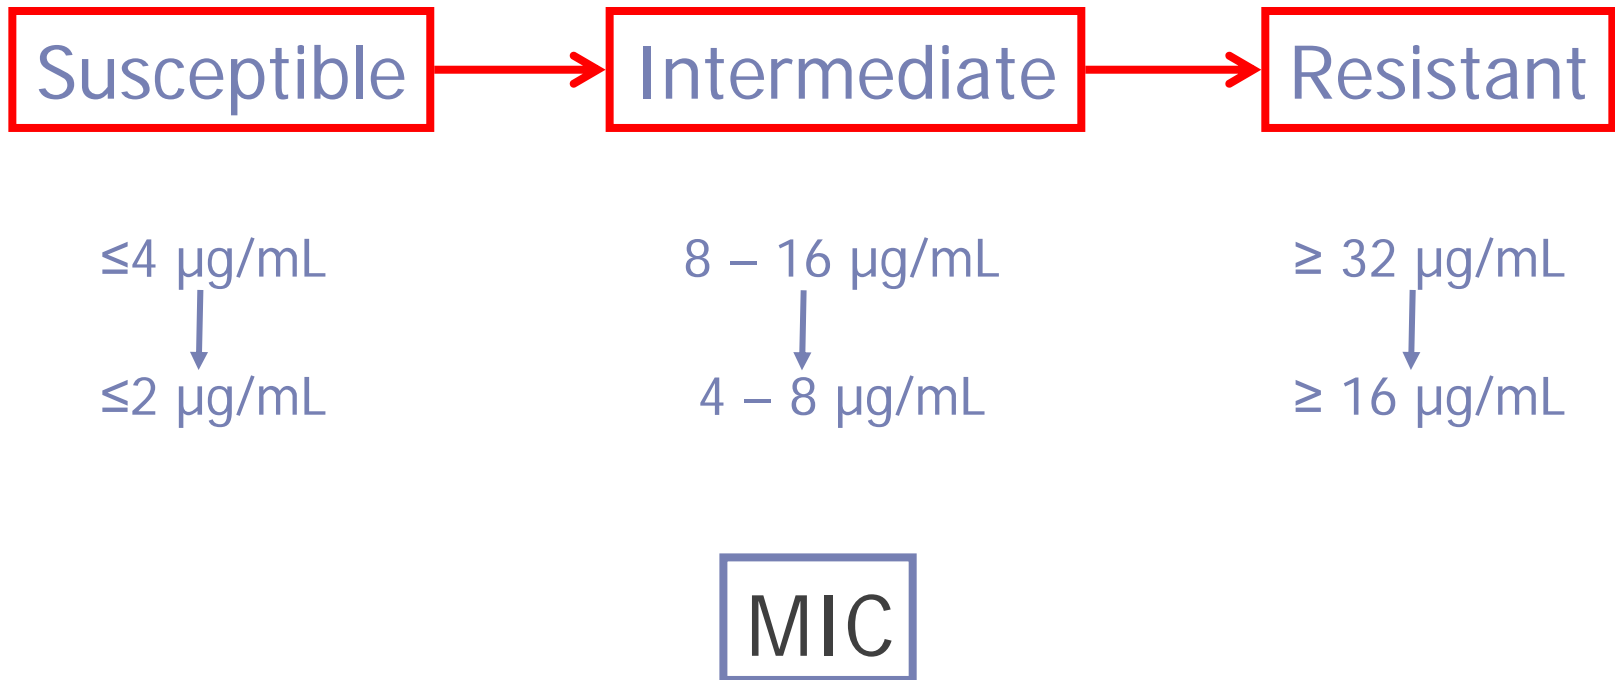 Susceptible Intermediate Resistant
≤4 µg/mL 8 – 16 µg/mL ≥ 32 µg/mL
≤2 µg/mL 4 – 8 µg/mL ≥ 16 µg/mL
MIC